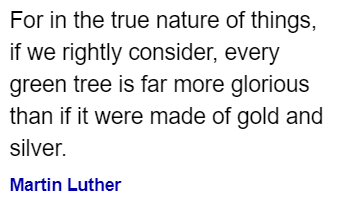 For in the true nature of things,
if we rightly consider, every
green tree is far more glorious
than if it were made of gold and
silver.
Martin Luther